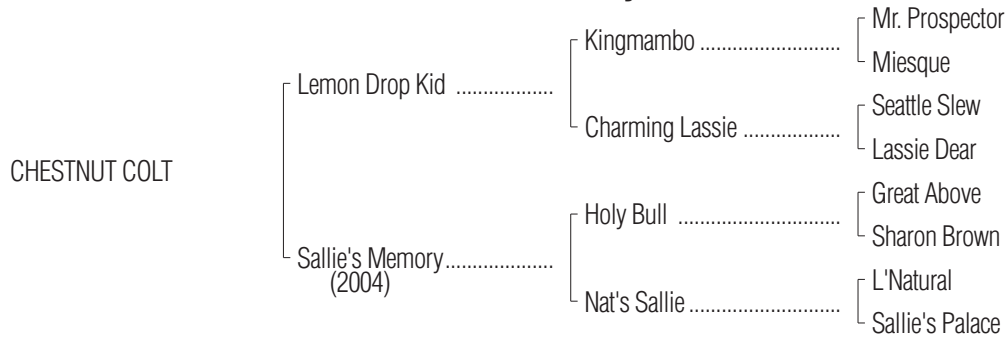 Mr. Prospector
Kingmambo ...........................
Miesque
Lemon Drop Kid ..................
Seattle Slew
Charming Lassie ..................
Lassie Dear
CHESTNUT COLT
Great Above
Holy Bull ..............................
Sharon Brown
Sallie's Memory....................
(2004)
L'Natural
Nat's Sallie ............................
Sallie's Palace